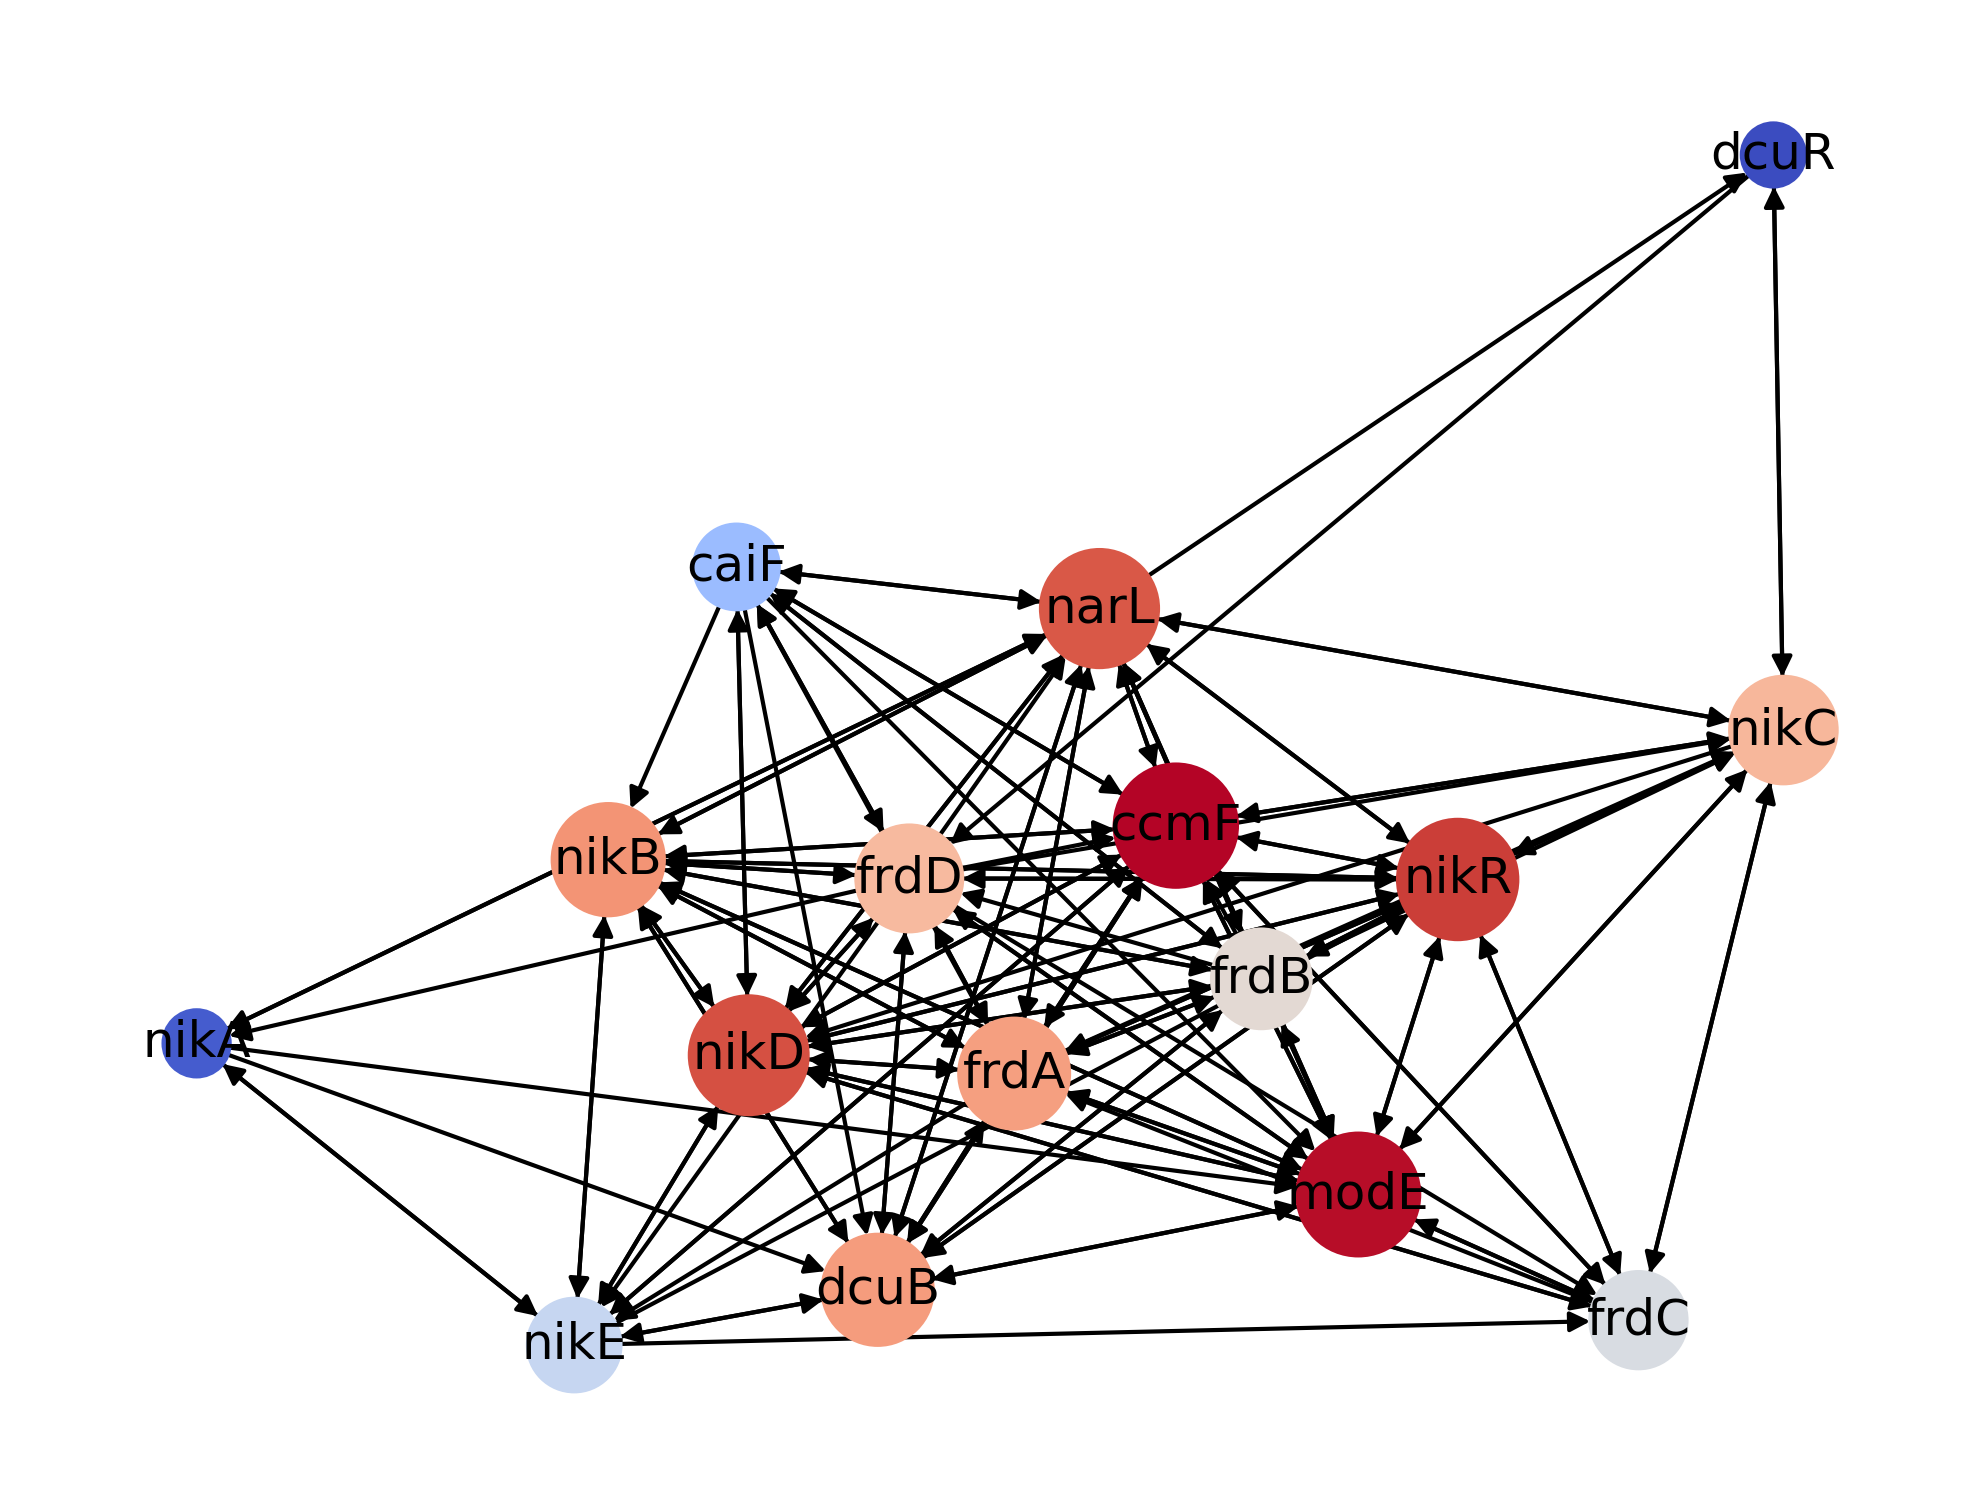 dcuR
caiF
narL
nikC
ccmF
nikB
frdD
nikR
frdB
nikA
nikD
frdA
modE
dcuB
frdC
nikE